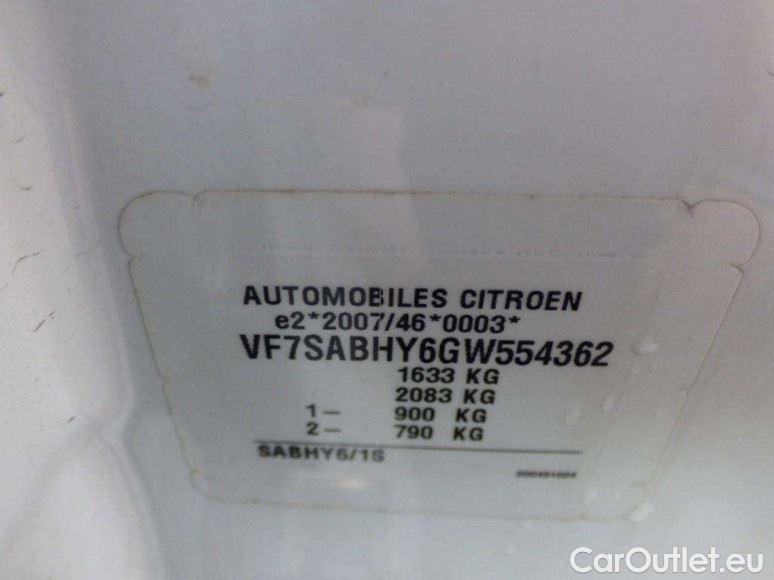 AUTOMOBILES CITROEN
e2*2007/46*0003*
VF7SABHY6GW554362
1633 KG
2083 KG
1- 900 KG
2- 790 KG
SABHY6/1S
CarOutlet.eu